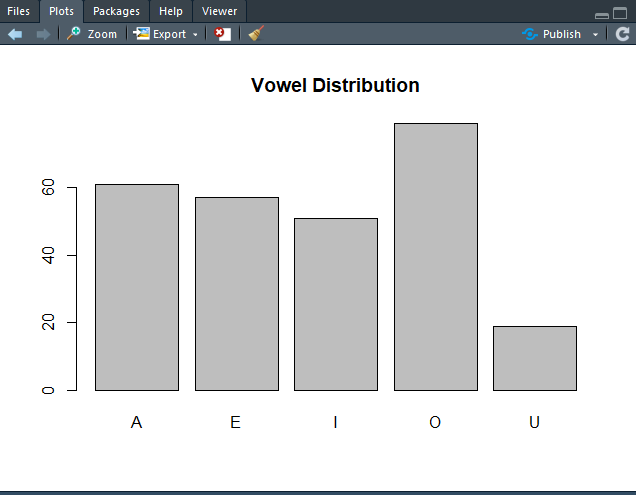 Files Plots Packages Help Viewer
Zoom Export Publish
Vowel Distribution
60
40
20
0
A E I O U